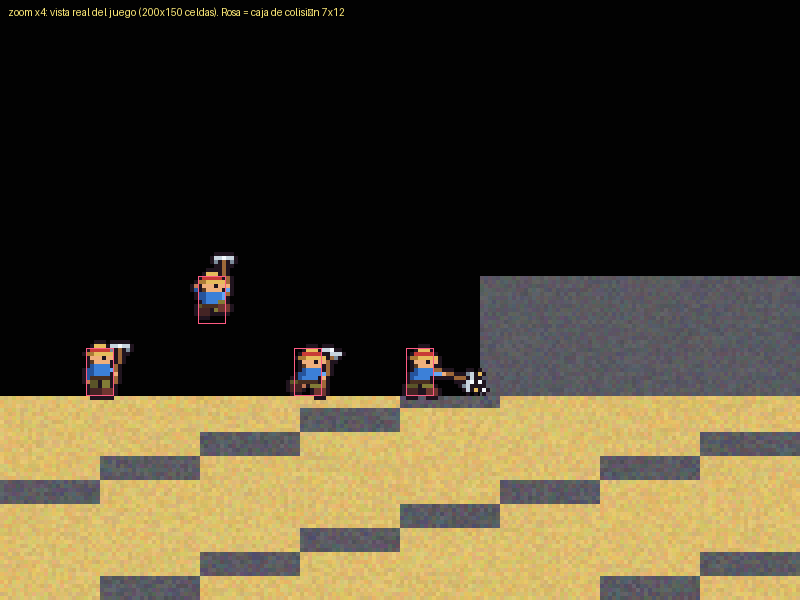 zoom x4: vista real del juego (200x150 celdas). Rosa = caja de colisi▯n 7x12